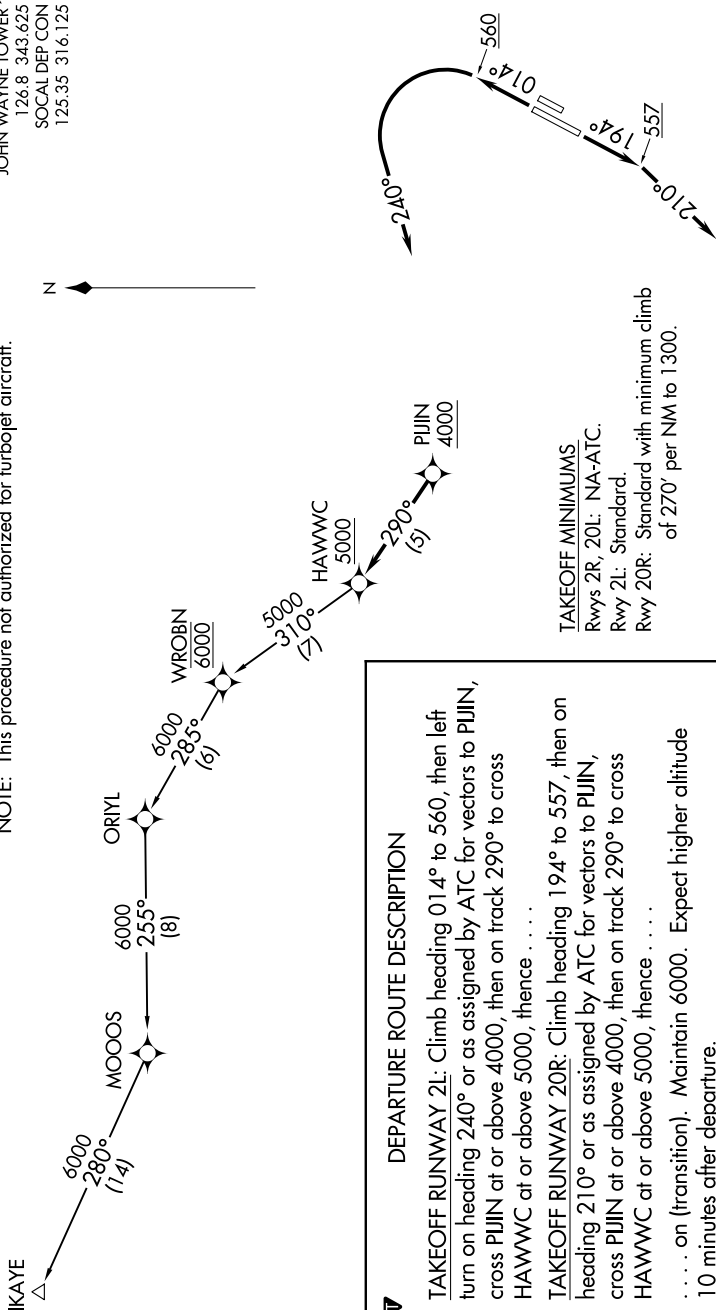 JOHN WAYNE TOWER
126.8 343.625
SOCAL DEP CON
125.35 316.125
NOTE: This procedure not authorized for turbojet aircraft.
N
560
014°
240°
194°
557
210°
PIJIN
4000
290°
(5)
HAWWC
5000
5000
310°
(7)
WROBN
6000
6000
285°
(6)
ORIYL
6000
255°
(8)
MOOOS
6000
280°
(14)
IKAYE
TAKEOFF MINIMUMS
Rwys 2R, 20L: NA-ATC.
Rwy 2L: Standard.
Rwy 20R: Standard with minimum climb
of 270' per NM to 1300.
DEPARTURE ROUTE DESCRIPTION
TAKEOFF RUNWAY 2L: Climb heading 014° to 560, then left
turn on heading 240° or as assigned by ATC for vectors to PIJIN,
cross PIJIN at or above 4000, then on track 290° to cross
HAWWC at or above 5000, thence . . . .
TAKEOFF RUNWAY 20R: Climb heading 194° to 557, then on
heading 210° or as assigned by ATC for vectors to PIJIN,
cross PIJIN at or above 4000, then on track 290° to cross
HAWWC at or above 5000, thence . . . .
. . . . on (transition). Maintain 6000. Expect higher altitude
10 minutes after departure.